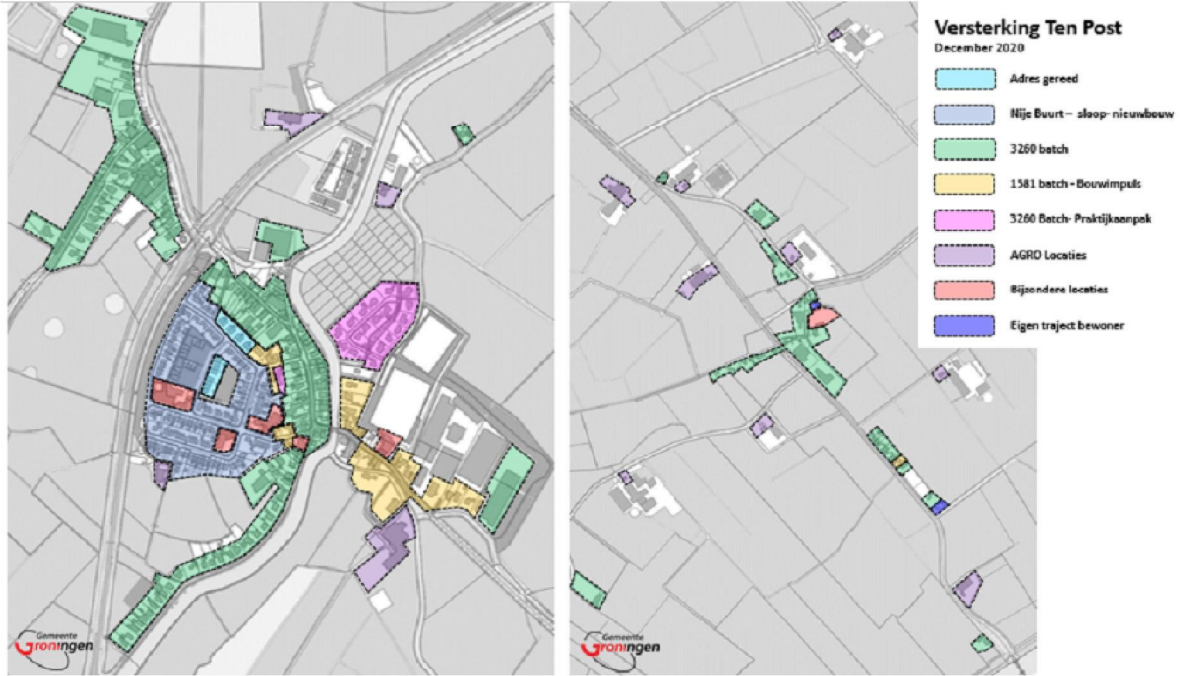 Versterking Ten Post
December 2020
Adres gereed
Nije Buurt – sloop- nieuwbouw
3260 batch
1581 batch - Bouwimpuls
3260 Batch- Praktijkaanpak
AGRO Locaties
Bijzondere locaties
Eigen traject bewoner
Gemeente
Groningen
Gemeente
Groningen